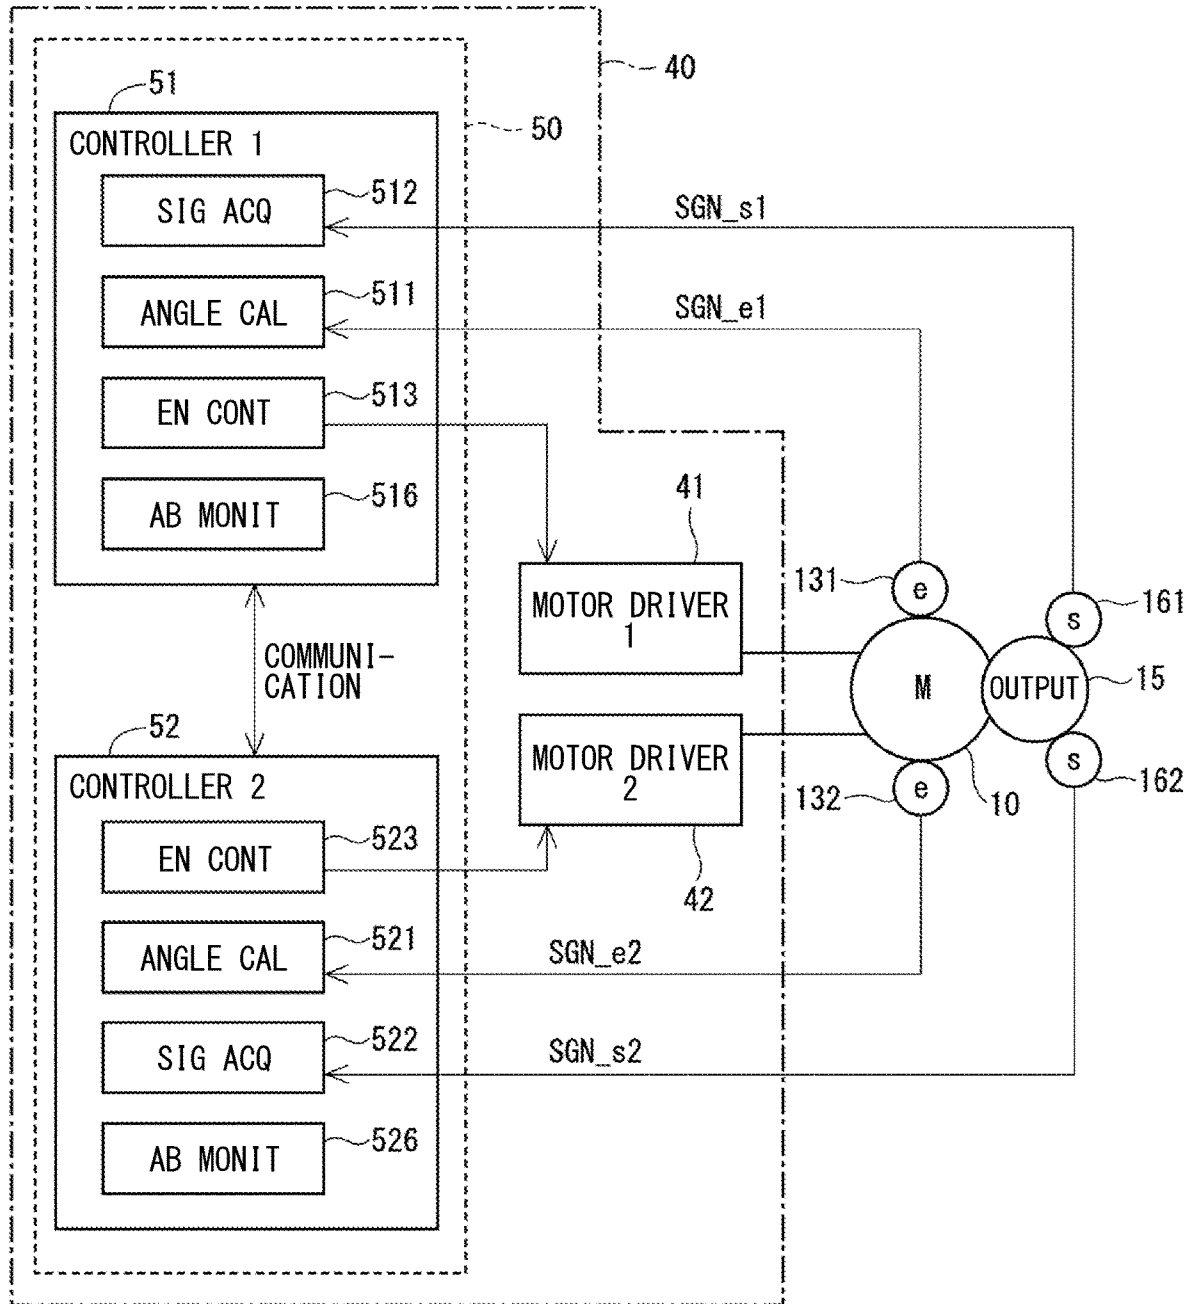 40
51
50
CONTROLLER 1
SIG ACQ
512
SGN_s1
ANGLE CAL
511
SGN_e1
EN CONT
513
AB MONIT
516
41
MOTOR DRIVER
1
131
e
161
s
COMMUNI-
CATION
M
OUTPUT
15
52
CONTROLLER 2
MOTOR DRIVER
2
132
e
10
s
162
EN CONT
523
42
ANGLE CAL
521
SGN_e2
SIG ACQ
522
SGN_s2
AB MONIT
526